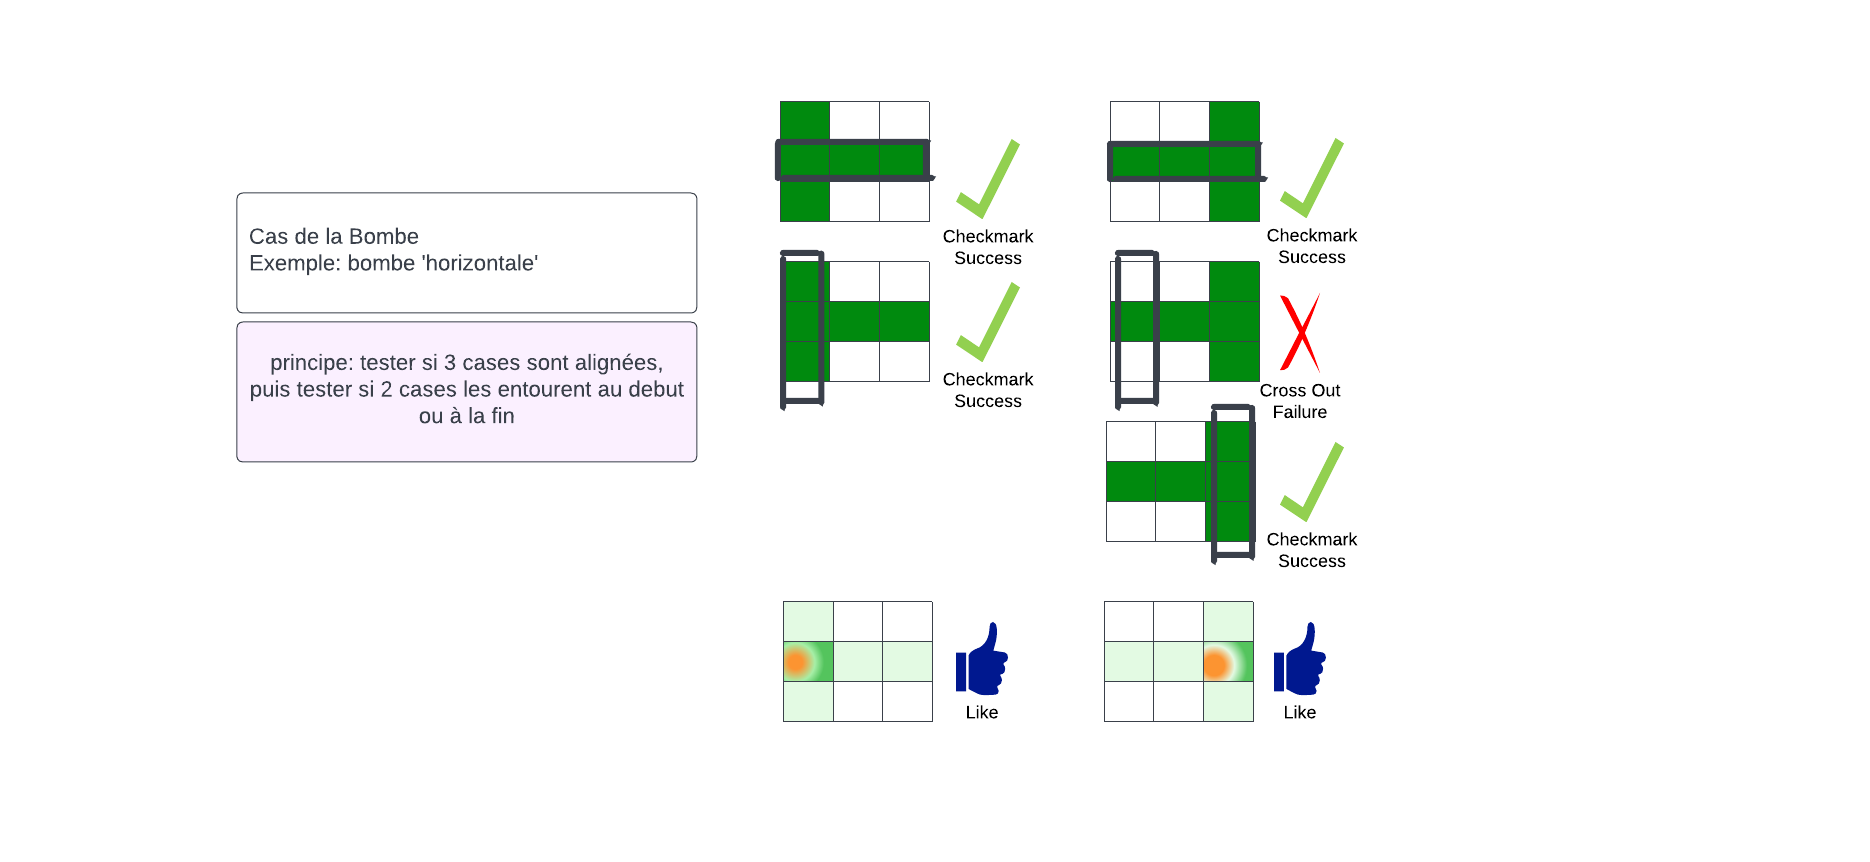 Cas de la Bombe
Exemple: bombe 'horizontale'
principe: tester si 3 cases sont alignées,
puis tester si 2 cases les entourent au debut
ou à la fin
Checkmark
Success
Checkmark
Success
Checkmark
Success
Cross Out
Failure
Checkmark
Success
Like
Like